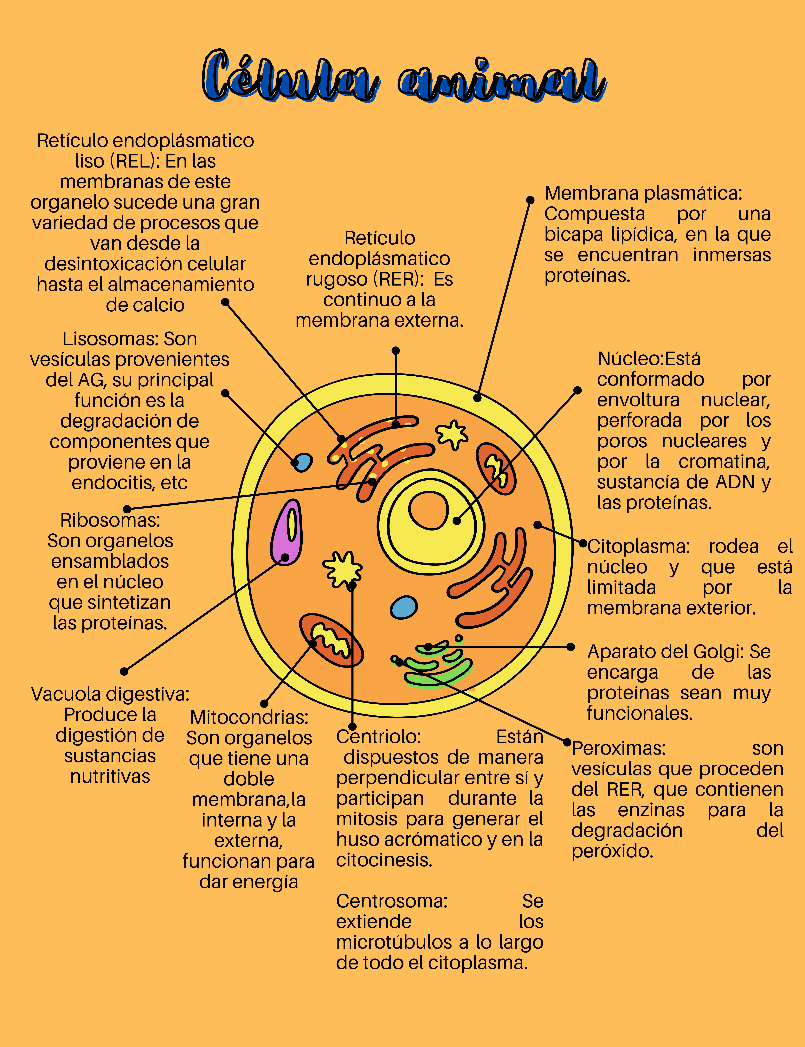 Célula animal
Retículo endoplásmatico
liso (REL): En las
membranas de este
organelo sucede una gran
variedad de procesos que
van desde la
desintoxicación celular
hasta el almacenamiento
de calcio
Retículo
endoplásmatico
rugoso (RER): Es
continuo a la
membrana externa.
Membrana plasmática:
Compuesta por una
bicapa lipídica, en la que
se encuentran inmersas
proteínas.
Lisosomas: Son
vesículas provenientes
del AG, su principal
función es la
degradación de
componentes que
proviene en la
endocitis, etc
Núcleo:Está
conformado por
envoltura nuclear,
perforada por los
poros nucleares y
por la cromatina,
sustancía de ADN y
las proteínas.
Ribosomas:
Son organelos
ensamblados
en el núcleo
que sintetizan
las proteínas.
Citoplasma: rodea el
núcleo y que está
limitada por la
membrana exterior.
Aparato del Golgi: Se
encarga de las
proteínas sean muy
funcionales.
Vacuola digestiva:
Produce la
digestión de
sustancias
nutritivas
Mitocondrias:
Son organelos
que tiene una
doble
membrana,la
interna y la
externa,
funcionan para
dar energía
Centriolo: Están
dispuestos de manera
perpendicular entre sí y
participan durante la
mitosis para generar el
huso acrómatico y en la
citocinesis.
Peroximas: son
vesículas que proceden
del RER, que contienen
las enzinas para la
degradación del
peróxido.
Centrosoma: Se
extiende los
microtúbulos a lo largo
de todo el citoplasma.